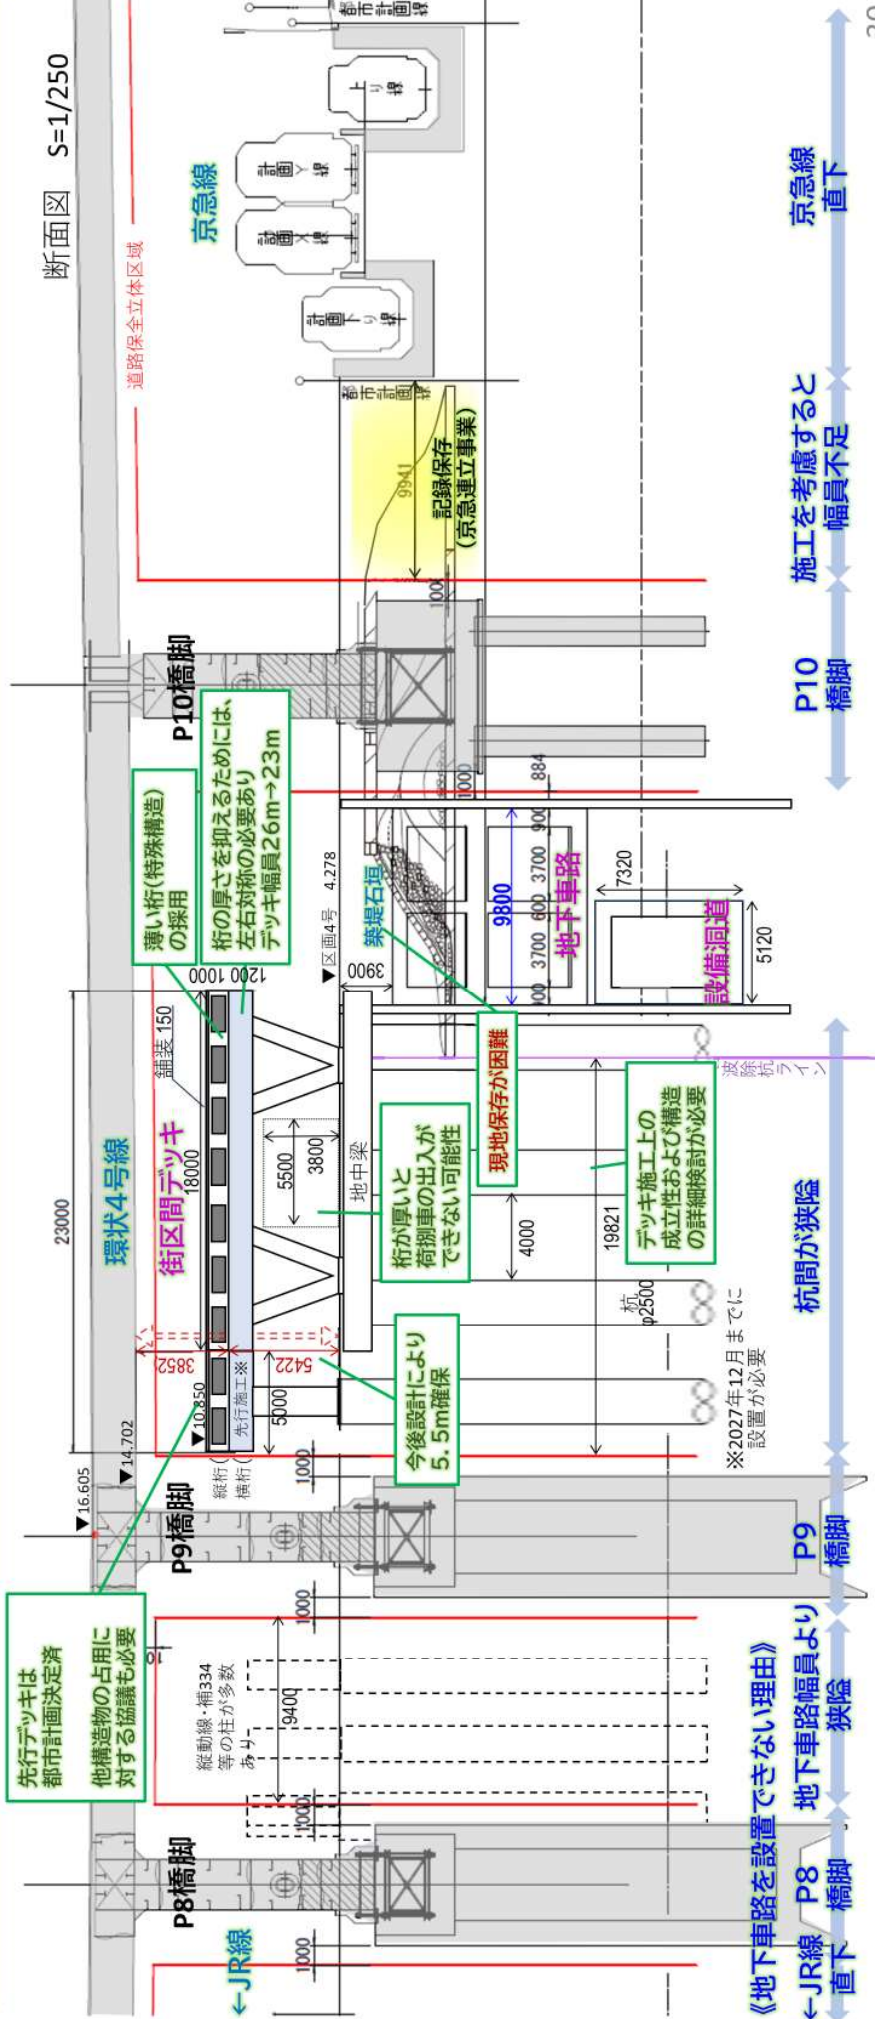 断面図　S=1/250
道路保全立体区域
環状4号線
京急線
←JR線
P8橋脚
P9橋脚
P10橋脚
▼16.605
▼14.702
▼10.850
先行デッキは
都市計画決定済
他構造物の占用に
対する協議も必要
縦動線・補334
等の柱が多数
あり
9400
1000
1000
1000
1000
1000
1000
23000
街区間デッキ
18000
舗装 150
縦桁(
横桁(
先行施工※
3852
5422
5000
1000
1200
薄い桁(特殊構造)
の採用
桁の厚さを抑えるためには、
左右対称の必要あり
デッキ幅員26m→23m
今後設計により
5.5m確保
5500
3800
桁が厚いと
荷捌車の出入が
できない可能性
地中梁
▼区画4号　4.278
3900
築堤石垣
現地保存が困難
9800
900
3700
600
3700
900
884
地下車路
設備洞道
7320
5120
4000
19821
杭
φ2500
デッキ施工上の
成立性および構造
の詳細検討が必要
波除杭ライン
※2027年12月までに
設置が必要
9941
記録保存
(京急連立事業)
都市計画線
計画下り線
計画X線
計画Y線
上り線
都市計画線
《地下車路を設置できない理由》
←JR線
直下
P8
橋脚
地下車路幅員より
狭隘
P9
橋脚
杭間が狭隘
P10
橋脚
施工を考慮すると
幅員不足
京急線
直下